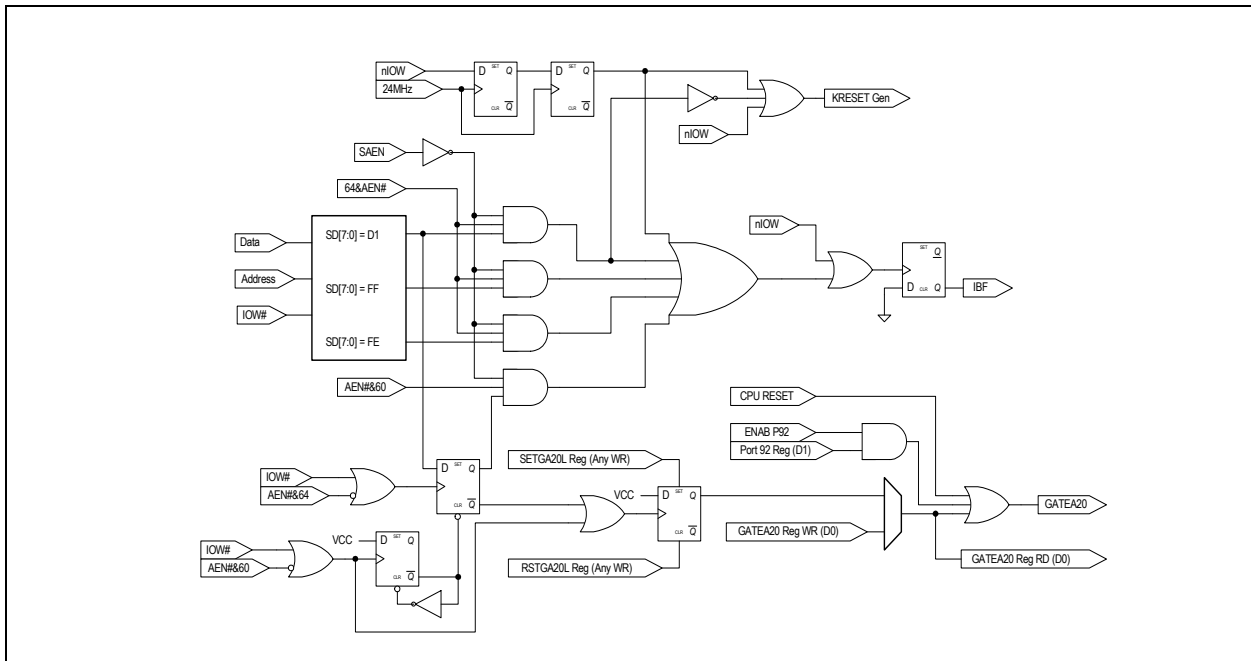 nIOW
24MHz
D SET Q
CLR Q
D SET Q
CLR Q
KRESET Gen
nIOW
SAEN
64&AEN#
Data
Address
IOW#
SD[7:0] = D1
SD[7:0] = FF
SD[7:0] = FE
AEN#&60
nIOW
SET Q
D CLR Q
IBF
CPU RESET
ENAB P92
Port 92 Reg (D1)
GATEA20
IOW#
AEN#&64
D SET Q
CLR Q
SETGA20L Reg (Any WR)
VCC
D SET Q
CLR Q
RSTGA20L Reg (Any WR)
GATEA20 Reg WR (D0)
GATEA20 Reg RD (D0)
IOW#
AEN#&60
VCC
D SET Q
CLR Q